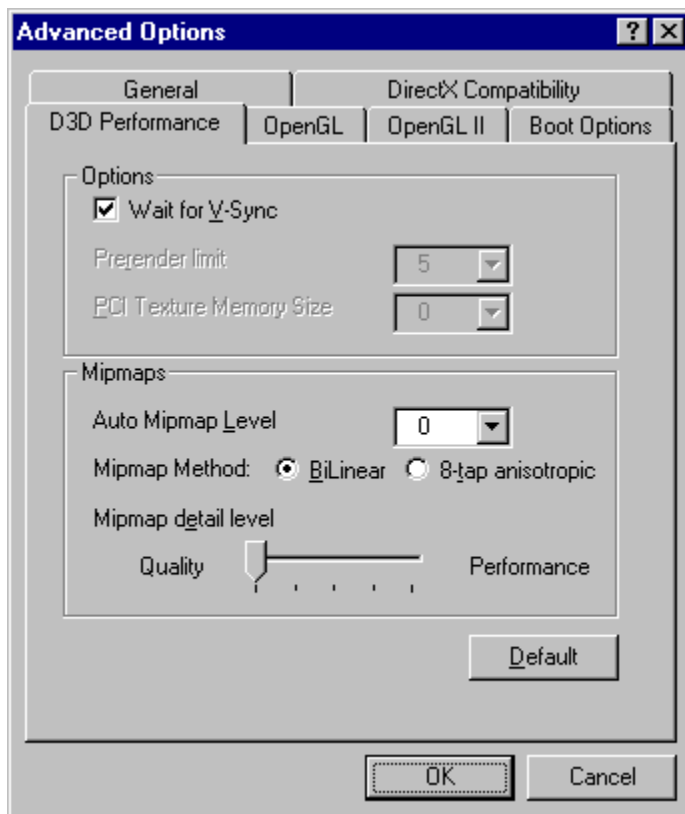 Advanced Options
General DirectX Compatibility
D3D Performance OpenGL OpenGL II Boot Options
Options
Wait for V-Sync
Prerender limit 5
PCI Texture Memory Size 0
Mipmaps
Auto Mipmap Level 0
Mipmap Method: BiLinear 8-tap anisotropic
Mipmap detail level
Quality Performance
Default
OK Cancel